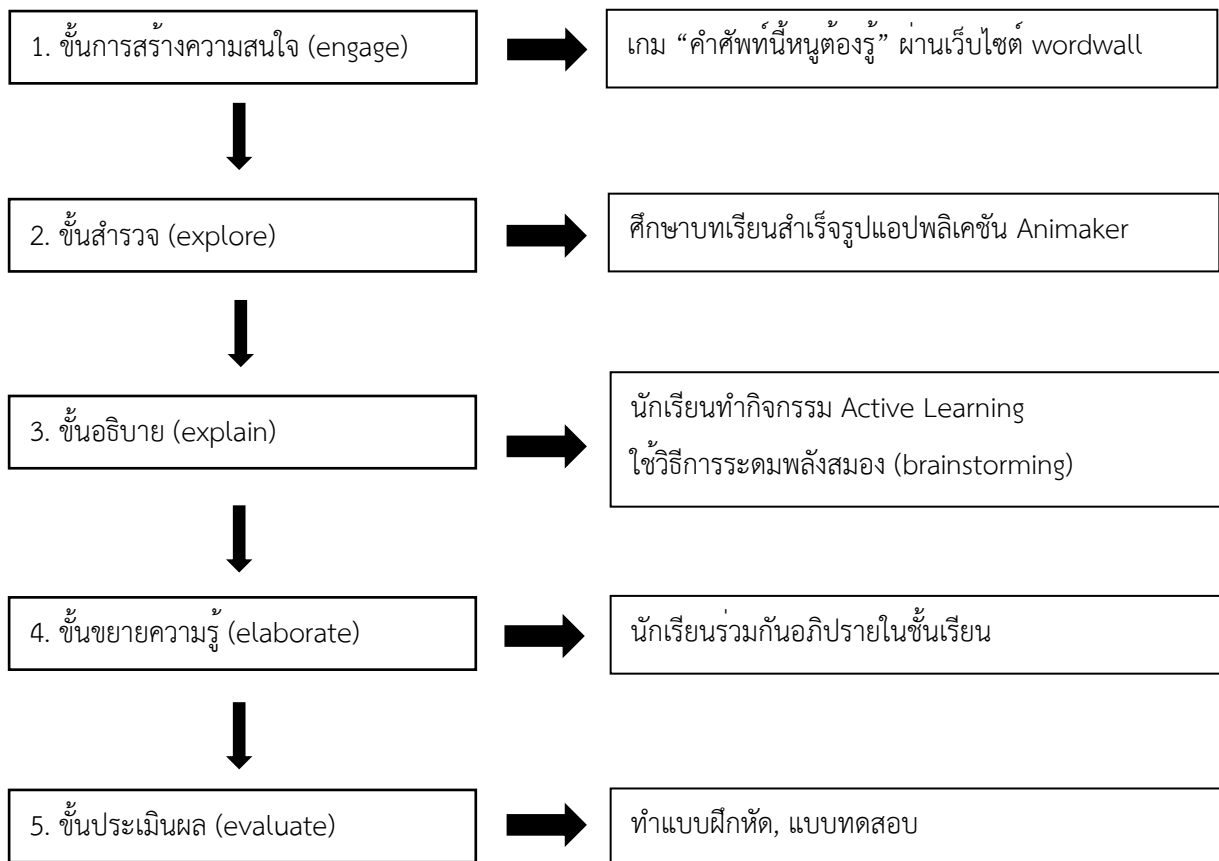 1. ขั้นการสร้างความสนใจ (engage)
เกม “คำศัพท์นี้หนูต้องรู้” ผ่านเว็บไซต์ wordwall
2. ขั้นสำรวจ (explore)
ศึกษาบทเรียนสำเร็จรูปแอปพลิเคชัน Animaker
3. ขั้นอธิบาย (explain)
นักเรียนทำกิจกรรม Active Learning
ใช้วิธีการระดมพลังสมอง (brainstorming)
4. ขั้นขยายความรู้ (elaborate)
นักเรียนร่วมกันอภิปรายในชั้นเรียน
5. ขั้นประเมินผล (evaluate)
ทำแบบฝึกหัด, แบบทดสอบ